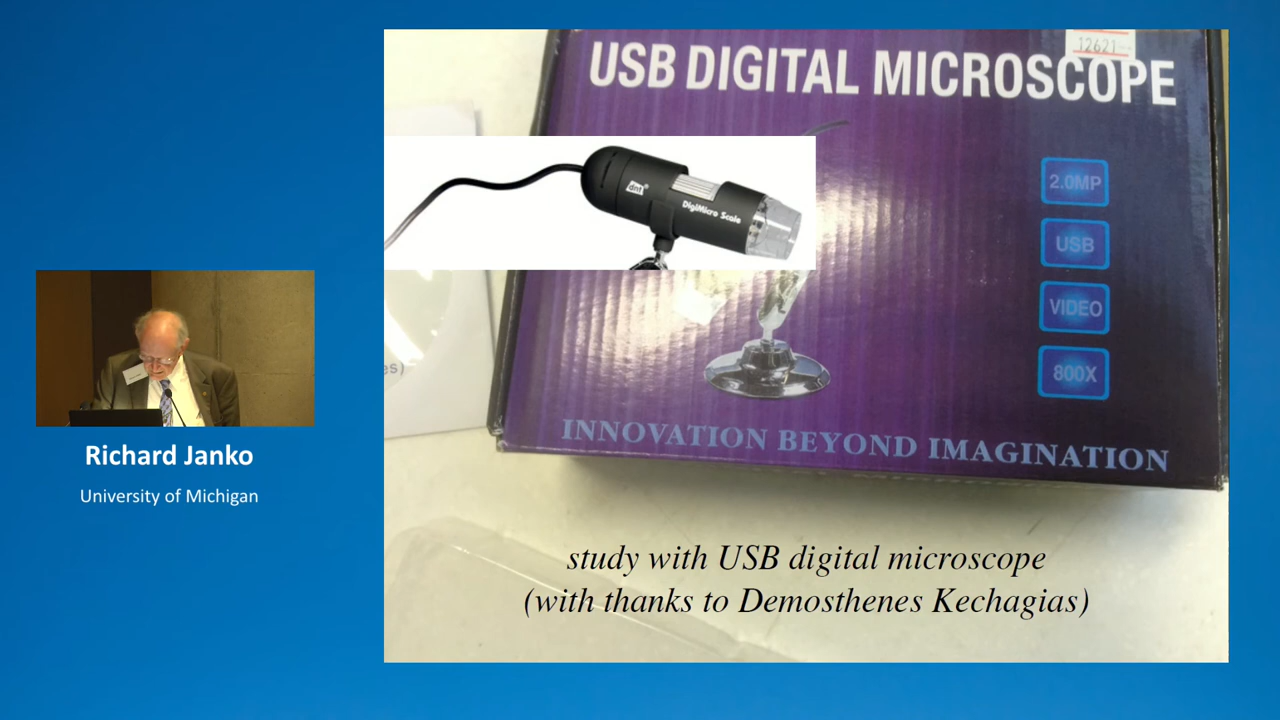 12621--
USB DIGITAL MICROSCOPE
dnt
DigiMicro Scale
2.0MP
USB
VIDEO
800X
es)
INNOVATION BEYOND IMAGINATION
study with USB digital microscope
(with thanks to Demosthenes Kechagias)
Richard Janko
University of Michigan